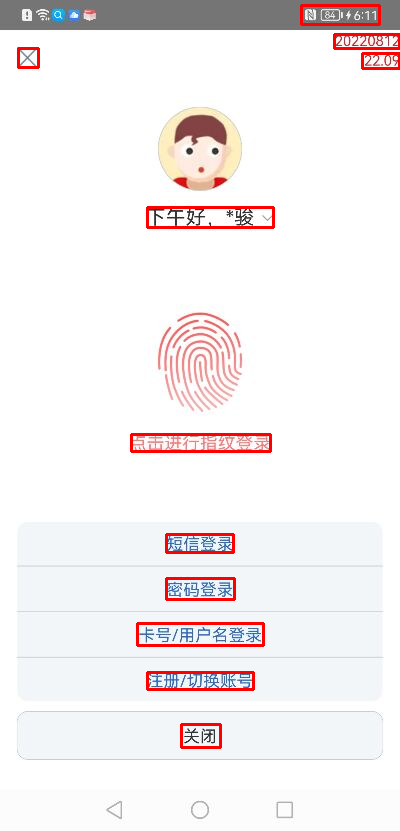 84 6:11
20220812
22.09
下午好，*骏
点击进行指纹登录
短信登录
密码登录
卡号/用户名登录
注册/切换账号
关闭